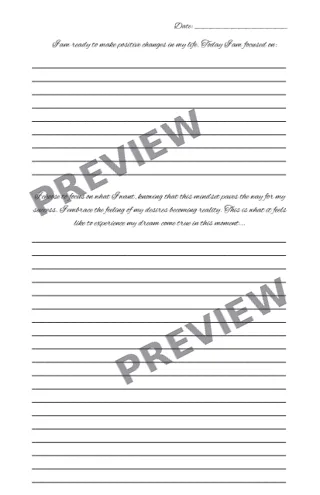 Date:
I am ready to make positive changes in my life. Today I am focused on:
PREVIEW
I choose to focus on what I want, knowing that this mindset paves the way for my
success. I embrace the feeling of my desires becoming reality. This is what it feels
like to experience my dream come true in this moment...
PREVIEW